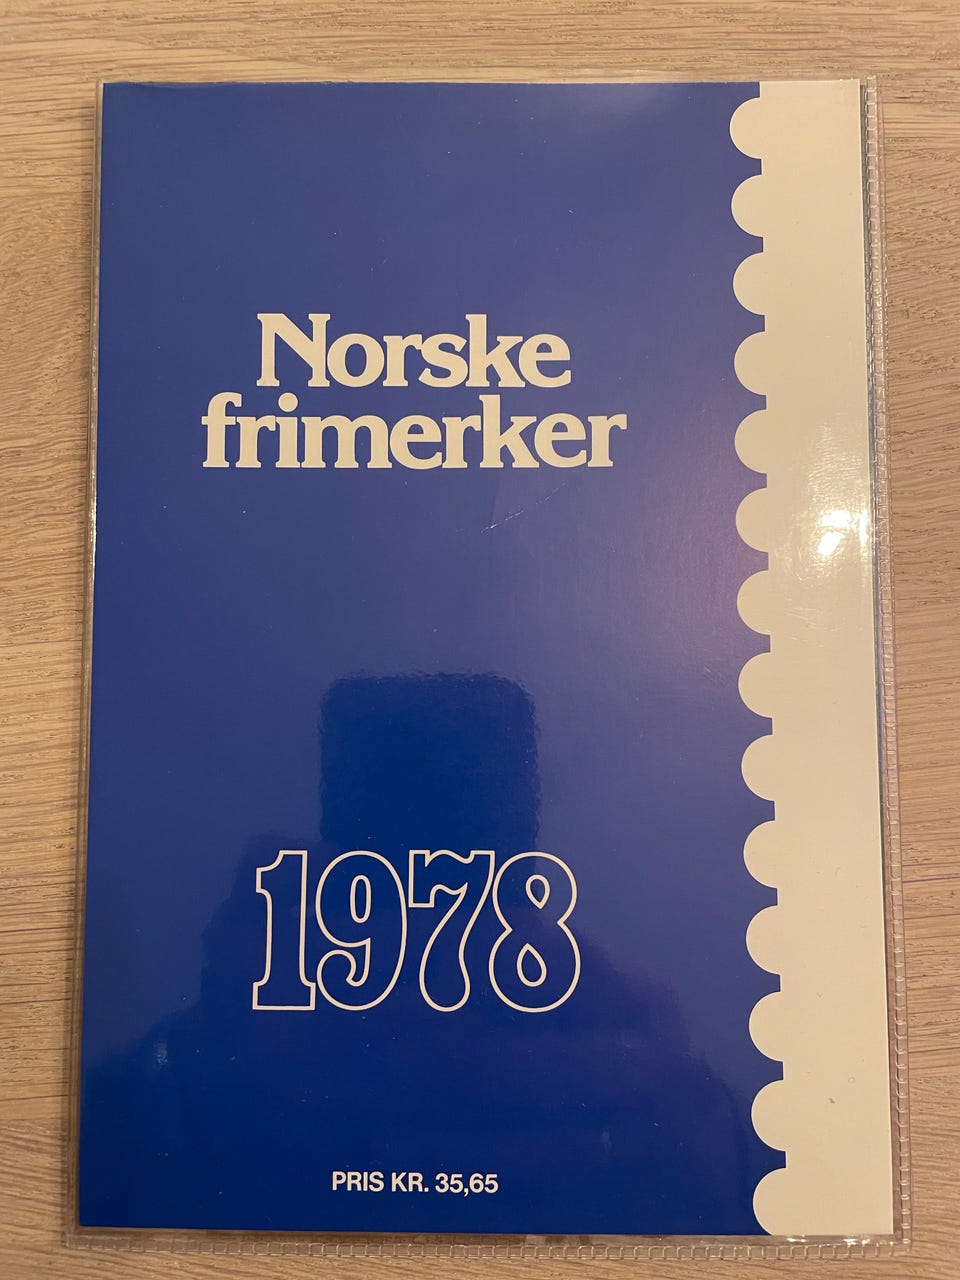 Norske
frimerker
1978
PRIS KR. 35,65